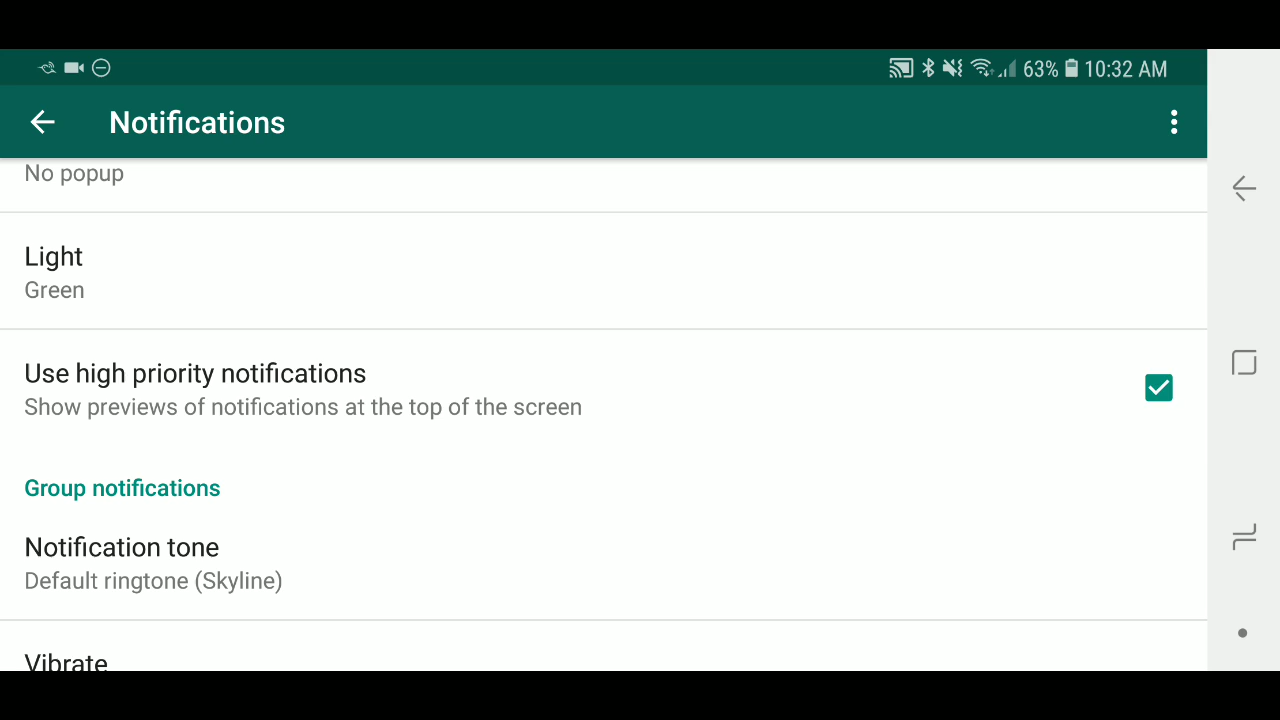 63% 10:32 AM
Notifications
No popup
Light
Green
Use high priority notifications
Show previews of notifications at the top of the screen
Group notifications
Notification tone
Default ringtone (Skyline)
Vibrate